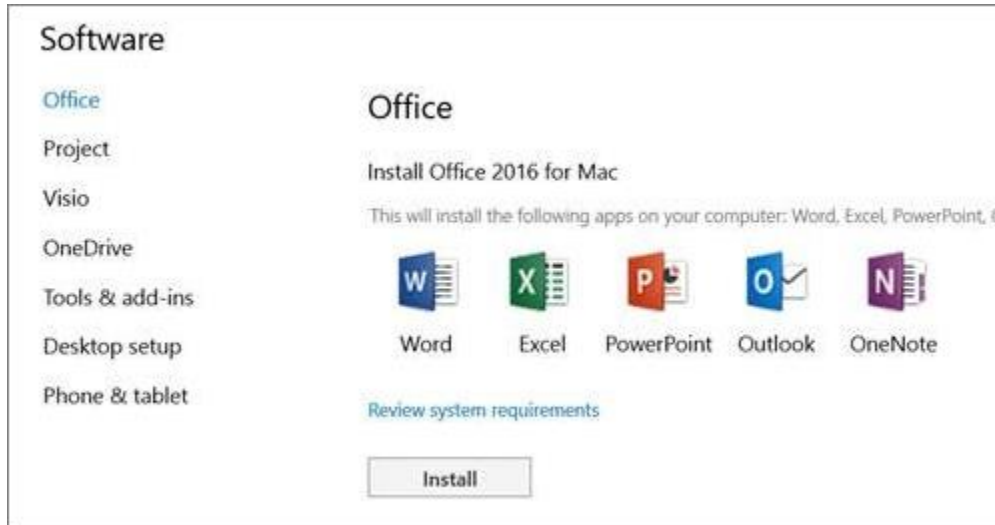 Software
Office
Project
Visio
OneDrive
Tools & add-ins
Desktop setup
Phone & tablet
Office
Install Office 2016 for Mac
This will install the following apps on your computer: Word, Excel, PowerPoint,
W X P O N
Word Excel PowerPoint Outlook OneNote
Review system requirements
Install